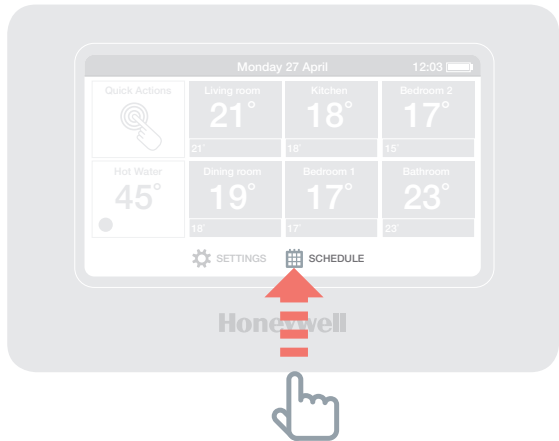 Monday 27 April 12:03
Quick Actions
Living room
21°
21°
Kitchen
18°
18°
Bedroom 2
17°
15°
Hot Water
45°
Dining room
19°
18°
Bedroom 1
17°
17°
Bathroom
23°
23°
SETTINGS SCHEDULE
Honeywell